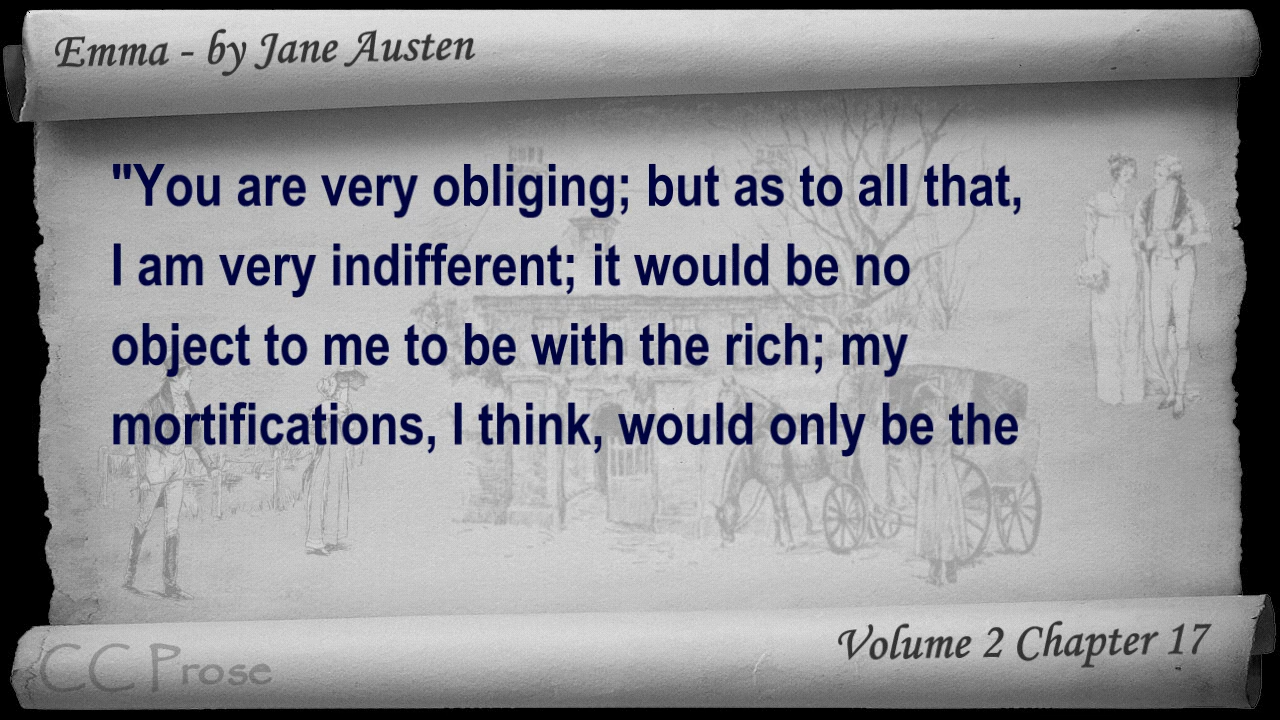 Emma - by Jane Austen
"You are very obliging; but as to all that,
I am very indifferent; it would be no
object to me to be with the rich; my
mortifications, I think, would only be the
Volume 2 Chapter 17
CC Prose